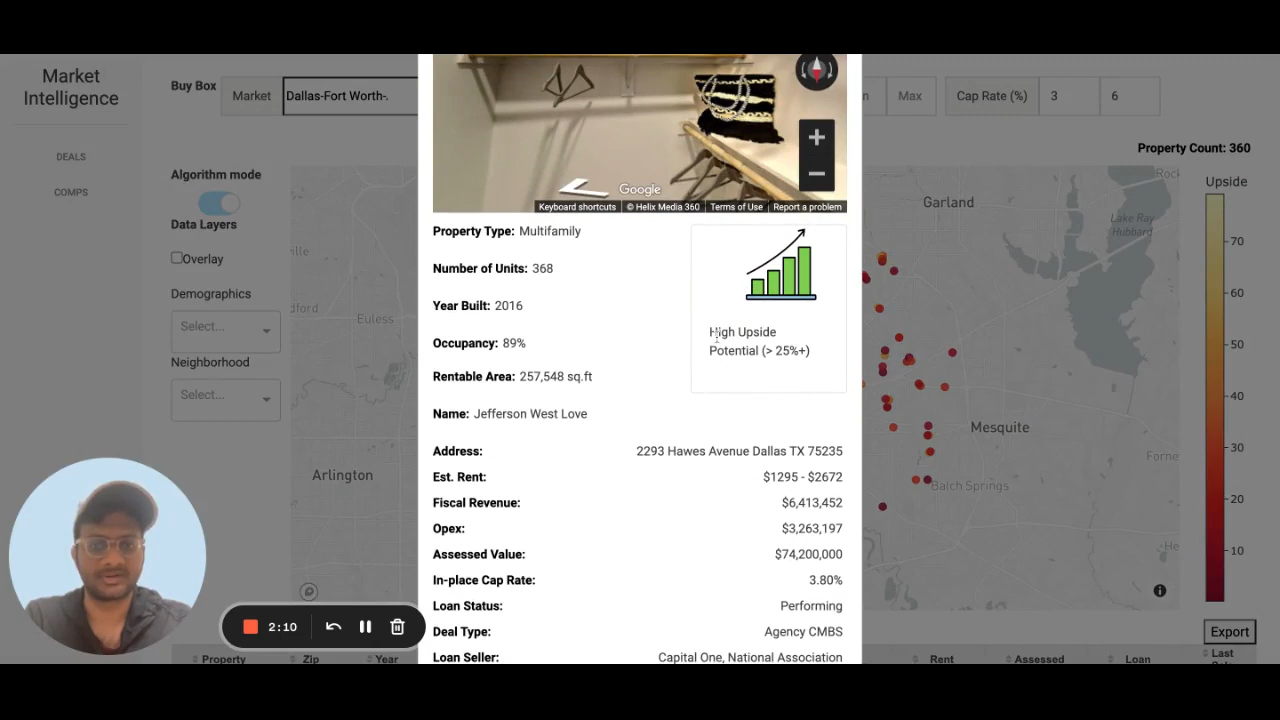 Market
Intelligence
DEALS
COMPS
Buy Box
Market
Dallas-Fort Worth-.
Max
Cap Rate (%)
3
6
Property Count: 360
Algorithm mode
Data Layers
Overlay
Demographics
Select...
Neighborhood
Select...
Euless
Arlington
Garland
Lake Ray
Hubbard
Mesquite
Balch Springs
Upside
70
60
50
40
30
20
10
Google
Keyboard shortcuts
© Helix Media 360
Terms of Use
Report a problem
Property Type: Multifamily
Number of Units: 368
Year Built: 2016
Occupancy: 89%
Rentable Area: 257,548 sq.ft
Name: Jefferson West Love
High Upside
Potential (> 25%+)
Address: 2293 Hawes Avenue Dallas TX 75235
Est. Rent: $1295 - $2672
Fiscal Revenue: $6,413,452
Opex: $3,263,197
Assessed Value: $74,200,000
In-place Cap Rate: 3.80%
Loan Status: Performing
Deal Type: Agency CMBS
Loan Seller: Capital One, National Association
2:10
Export
Property
Zip
Year
Rent
Assessed
Loan
Last